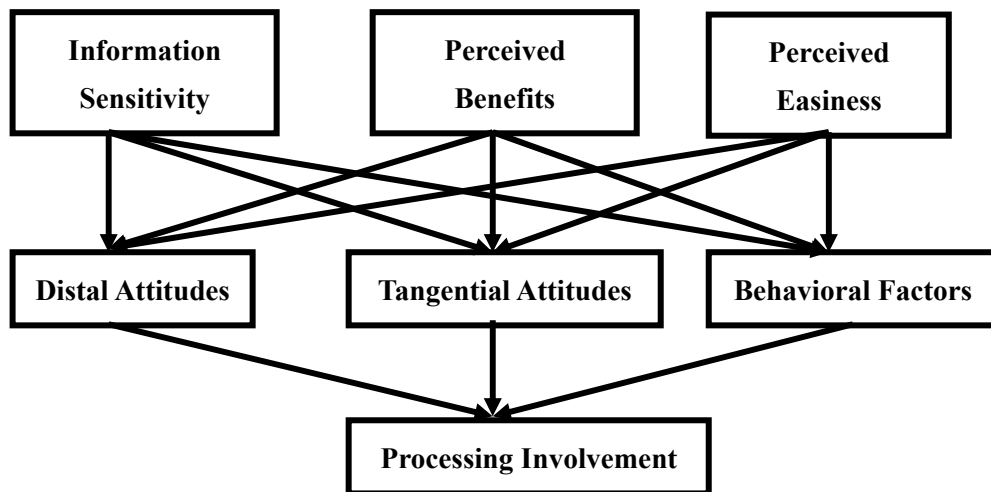 Information
Sensitivity
Perceived
Benefits
Perceived
Easiness
Distal Attitudes
Tangential Attitudes
Behavioral Factors
Processing Involvement